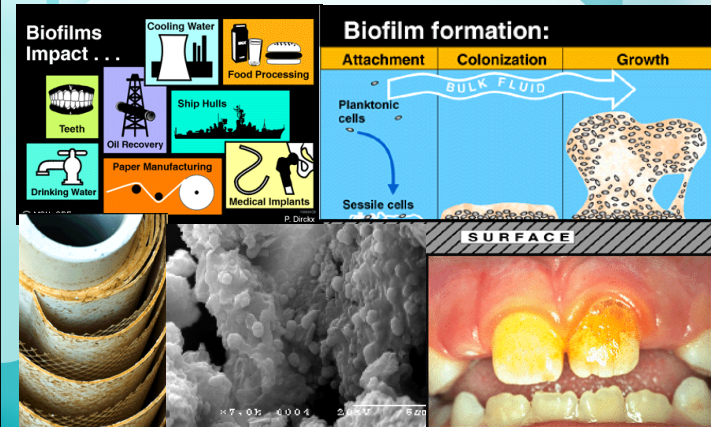 Biofilms
Impact . . .
Cooling Water
Food Processing
Teeth
Oil Recovery
Ship Hulls
Drinking Water
Paper Manufacturing
Medical Implants
P. Dirckx
Biofilm formation:
Attachment Colonization Growth
BULK FLUID
Planktonic
cells
Sessile cells
SURFACE